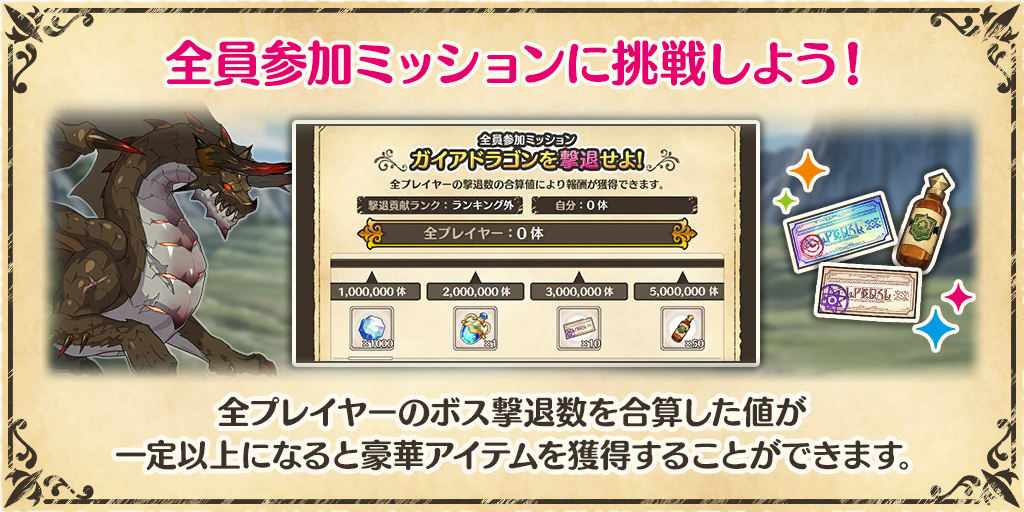 全員参加ミッションに挑戦しよう！
全員参加ミッション
ガイアドラゴンを撃退せよ!
全プレイヤーの撃退数の合算値により報酬が獲得できます。
撃退貢献ランク：ランキング外
自分：0 体
全プレイヤー：0 体
1,000,000 体
2,000,000 体
3,000,000 体
5,000,000 体
×1000
×1
×10
×50
全プレイヤーのボス撃退数を合算した値が
一定以上になると豪華アイテムを獲得することができます。